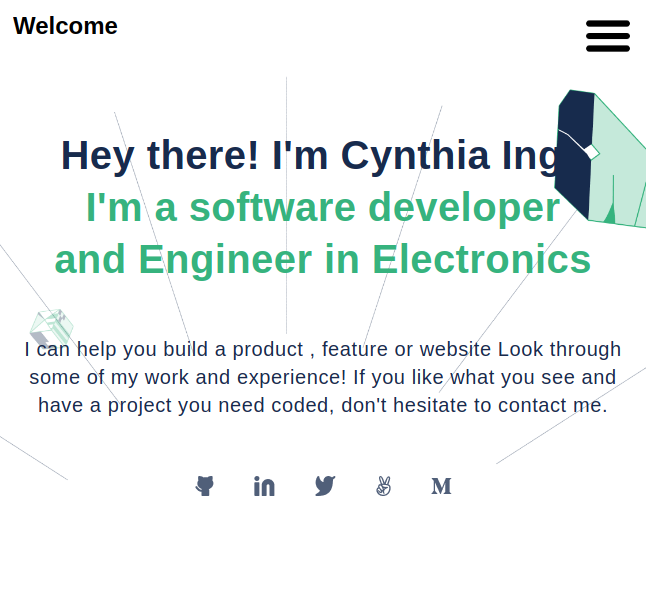 Welcome
Hey there! I'm Cynthia
I'm a software developer
and Engineer in Electronics
I can help you build a product , feature or website Look through
some of my work and experience! If you like what you see and
have a project you need coded, don't hesitate to contact me.